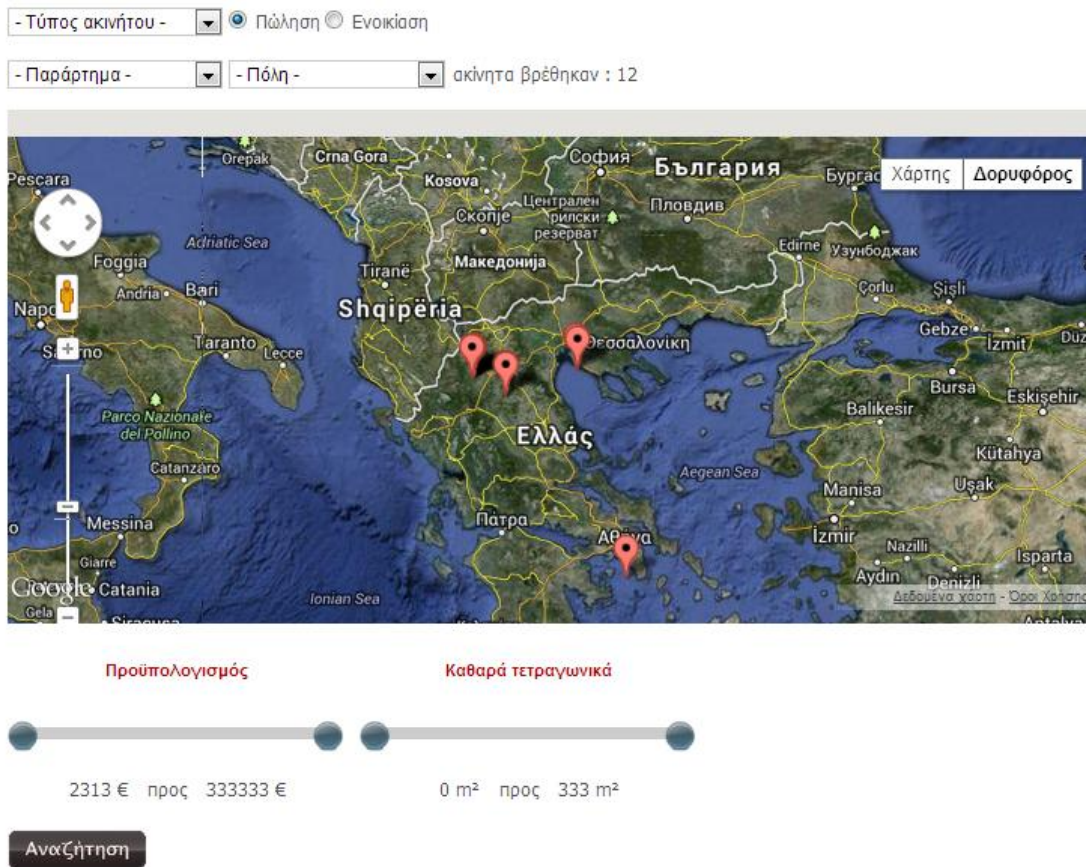 - Τύπος ακινήτου - Πώληση Ενοικίαση
- Παράρτημα - - Πόλη - ακίνητα βρέθηκαν : 12
Orepak
Crna Gora
София
България
Pescara
Kosova
Бургас
Χάρτης Δορυφόρος
Централен
рилски
резерват
Скопје
Пловдив
Adriatic Sea
Edirne
Узунбоджак
Foggia
Македонија
Tiranë
Andria
Bari
Çorlu
Şişli
Shqipëria
Gebze
İzmit
Taranto
Lecce
Θεσσαλονίκη
Bursa
Eskişehir
Parco Nazionale
del Pollino
Balıkesir
Ελλάς
Kütahya
Catanzaro
Aegean Sea
Manisa
Uşak
Messina
Πάτρα
Αθήνα
İzmir
Nazilli
Isparta
Giarre
Aydın
Denizli
Google
Catania
Ionian Sea
Δεδομένα χάρτη - Όροι Χρήσης
Gela
Siracusa
Antalya
Προϋπολογισμός Καθαρά τετραγωνικά
2313 € προς 333333 € 0 m² προς 333 m²
Αναζήτηση